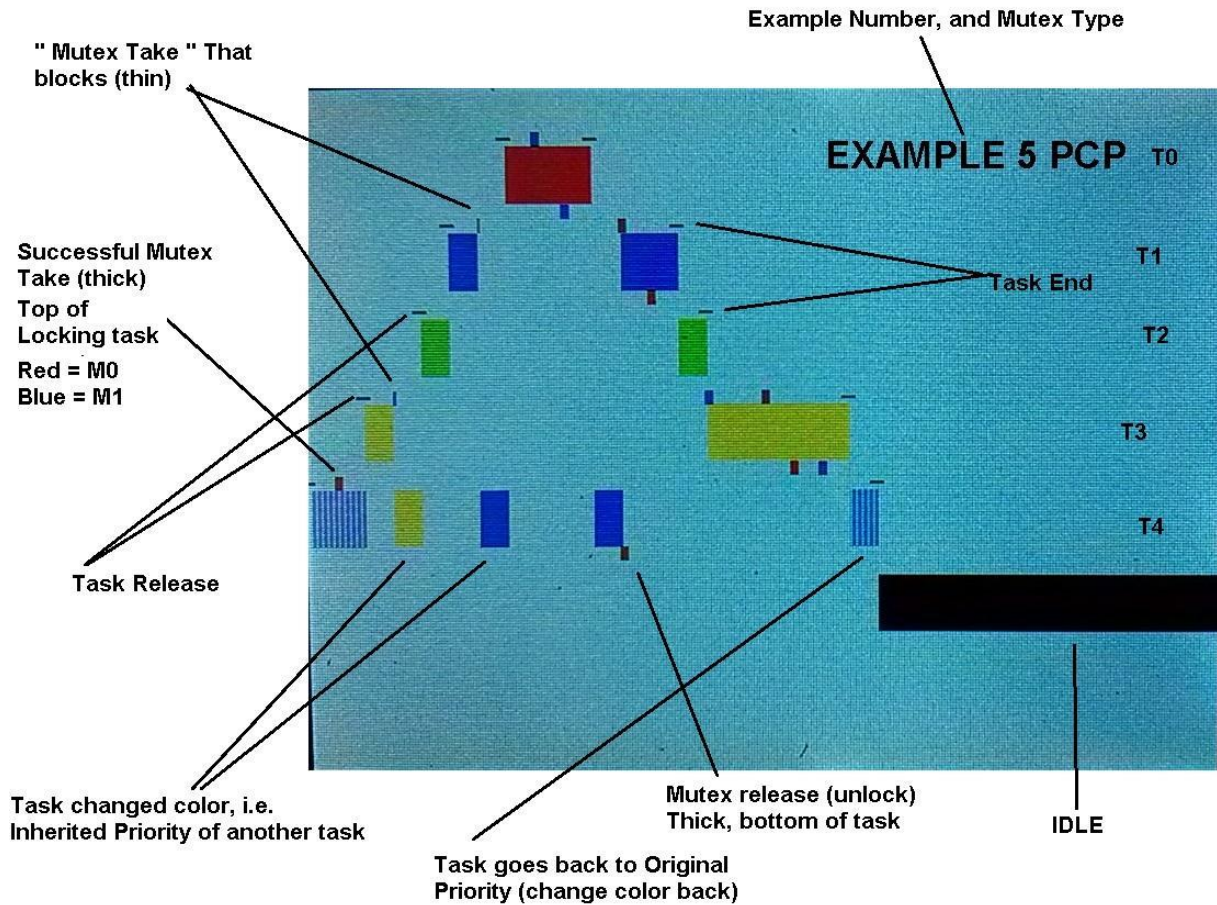 Example Number, and Mutex Type
" Mutex Take " That
blocks (thin)
EXAMPLE 5 PCP
T0
Successful Mutex
Take (thick)
Top of
Locking task
Red = M0
Blue = M1
T1
Task End
T2
T3
T4
Task Release
Task changed color, i.e.
Inherited Priority of another task
Mutex release (unlock)
Thick, bottom of task
IDLE
Task goes back to Original
Priority (change color back)